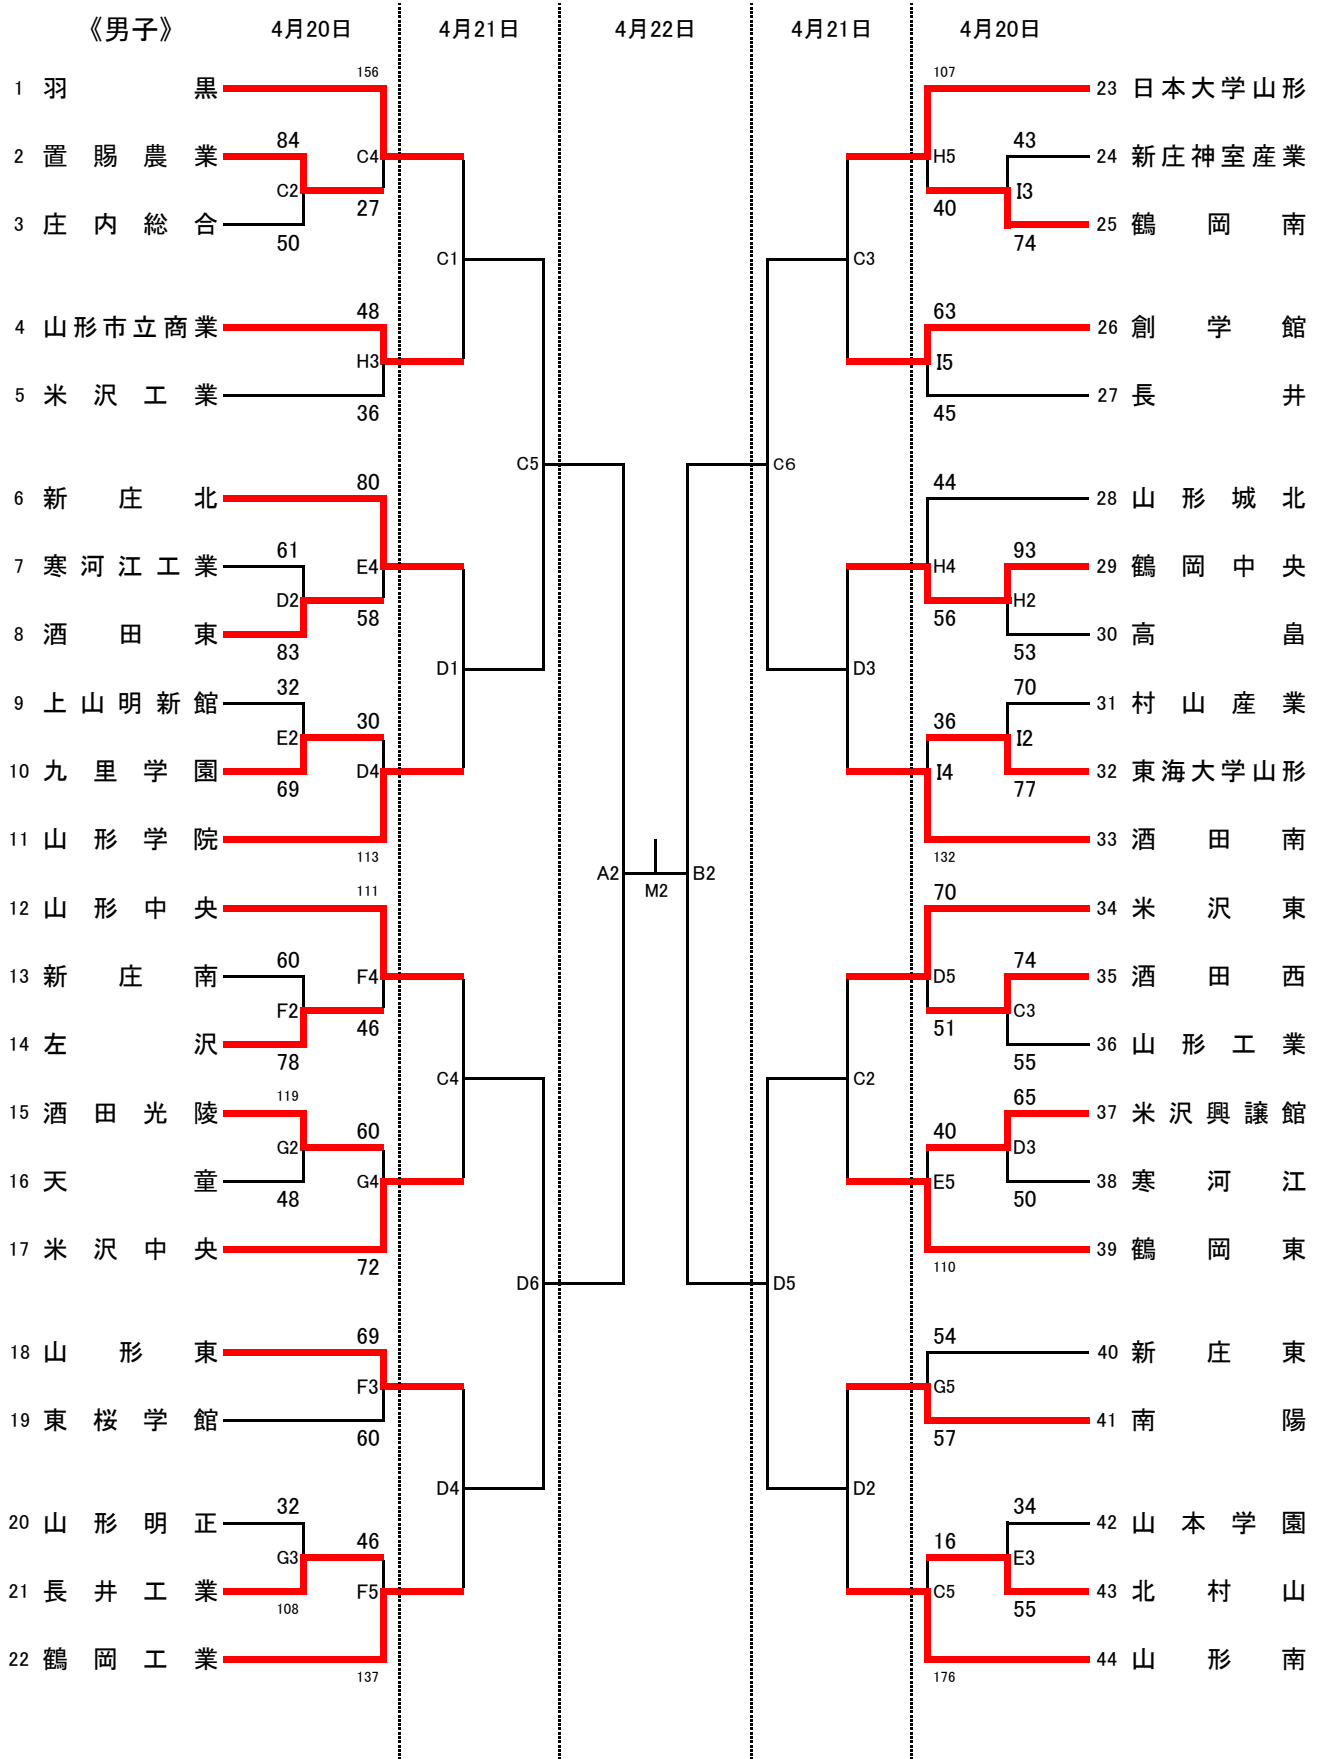 《男子》 4月20日 4月21日 4月22日 4月21日 4月20日
156 107
1 羽黒 23 日本大学山形
84 43
2 置賜農業 C4 H5 24 新庄神室産業
C2 I3
27 40
3 庄内総合 25 鶴岡南
50 74
C1 C3
48 63
4 山形市立商業 26 創学館
H3 I5
5 米沢工業 27 長井
36 45
C5 C6
80 44
6 新庄北 28 山形城北
61 93
7 寒河江工業 E4 H4 29 鶴岡中央
D2 H2
58 56
8 酒田東 30 高畠
83 53
D1 D3
32 70
9 上山明新館 31 村山産業
30 36
E2 I2
10 九里学園 D4 I4 32 東海大学山形
69 77
11 山形学院 33 酒田南
113 132
A2 B2
M2
111 70
12 山形中央 34 米沢東
60 74
13 新庄南 F4 D5 35 酒田西
F2 C3
46 51
14 左沢 36 山形工業
78 55
C4 C2
119 65
15 酒田光陵 37 米沢興譲館
60 40
G2 D3
16 天童 G4 E5 38 寒河江
48 50
17 米沢中央 39 鶴岡東
72 110
D6 D5
69 54
18 山形東 40 新庄東
F3 G5
19 東桜学館 41 南陽
60 57
D4 D2
32 34
20 山形明正 42 山本学園
46 16
G3 E3
21 長井工業 F5 C5 43 北村山
108 55
22 鶴岡工業 44 山形南
137 176